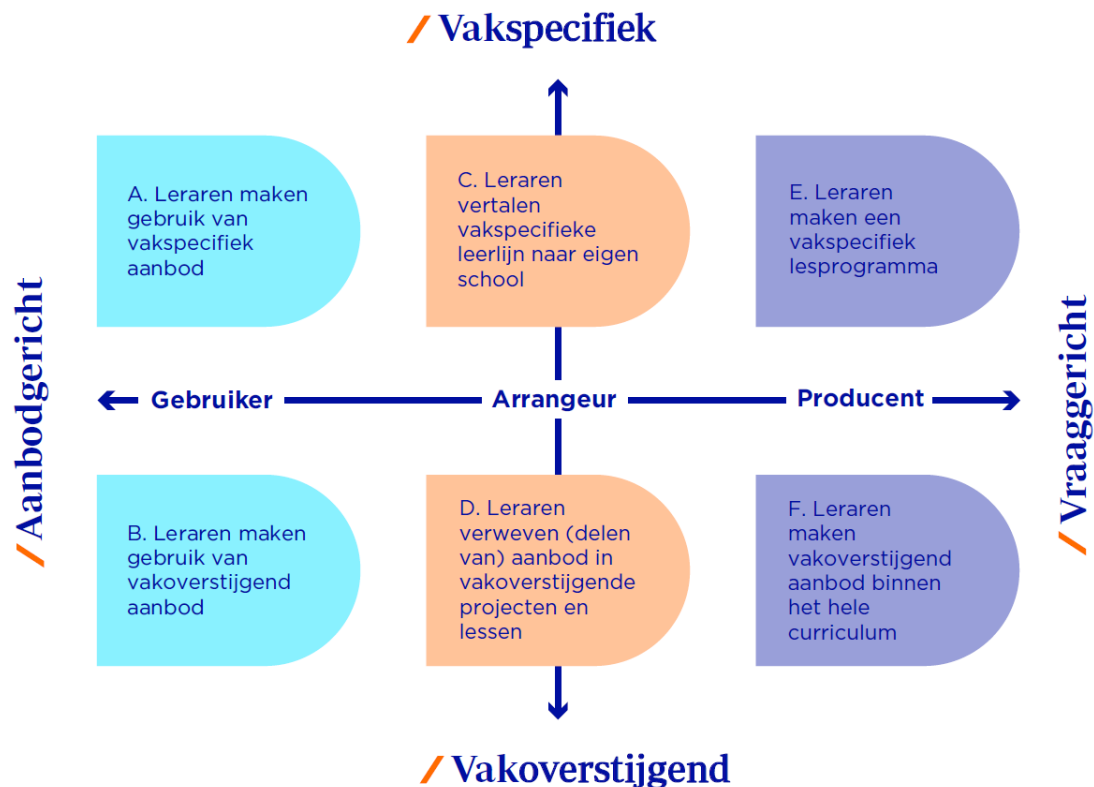 / Vakspecifiek
A. Leraren maken
gebruik van
vakspecifiek
aanbod
C. Leraren
vertalen
vakspecifieke
leerlijn naar eigen
school
E. Leraren
maken een
vakspecifiek
lesprogramma
/ Aanbodgericht
Gebruiker
Arrangeur
Producent
/ Vraaggericht
B. Leraren maken
gebruik van
vakoverstijgend
aanbod
D. Leraren
verweven (delen
van) aanbod in
vakoverstijgende
projecten en
lessen
F. Leraren
maken
vakoverstijgend
aanbod binnen
het hele
curriculum
/ Vakoverstijgend